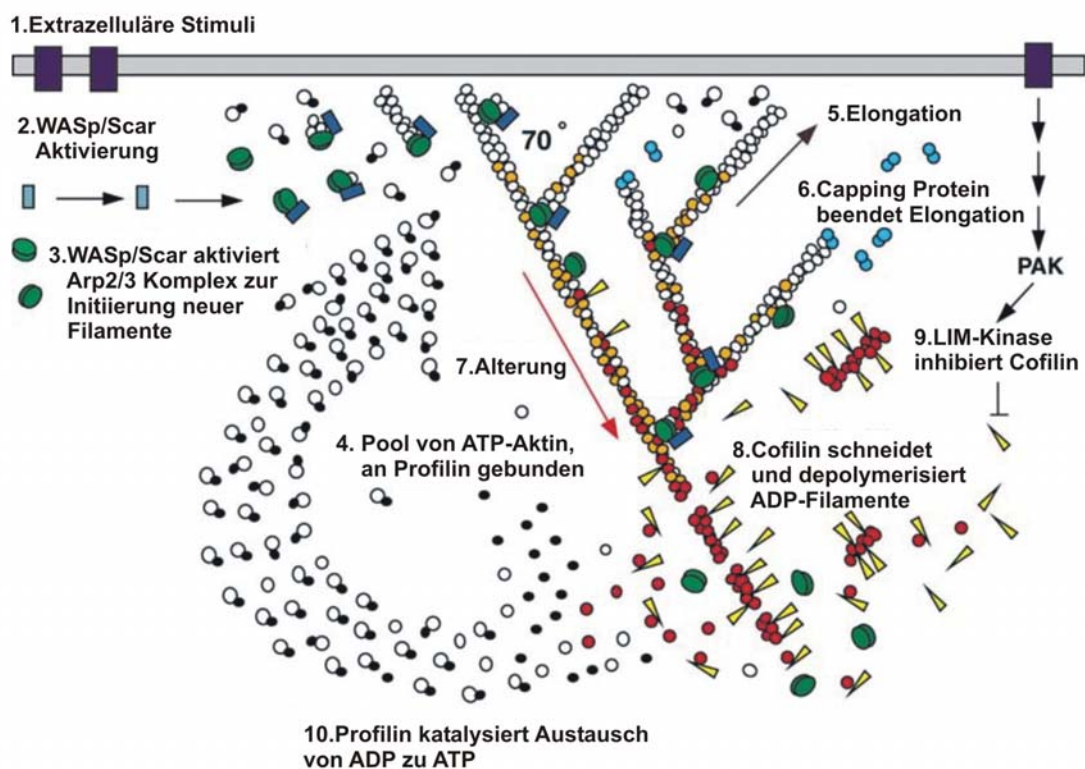 1.Extrazelluläre Stimuli
2.WASp/Scar
Aktivierung
3.WASp/Scar aktiviert
Arp2/3 Komplex zur
Initiierung neuer
Filamente
70°
5.Elongation
6.Capping Protein
beendet Elongation
PAK
9.LIM-Kinase
inhibiert Cofilin
7.Alterung
4. Pool von ATP-Aktin,
an Profilin gebunden
8.Cofilin schneidet
und depolymerisiert
ADP-Filamente
10.Profilin katalysiert Austausch
von ADP zu ATP